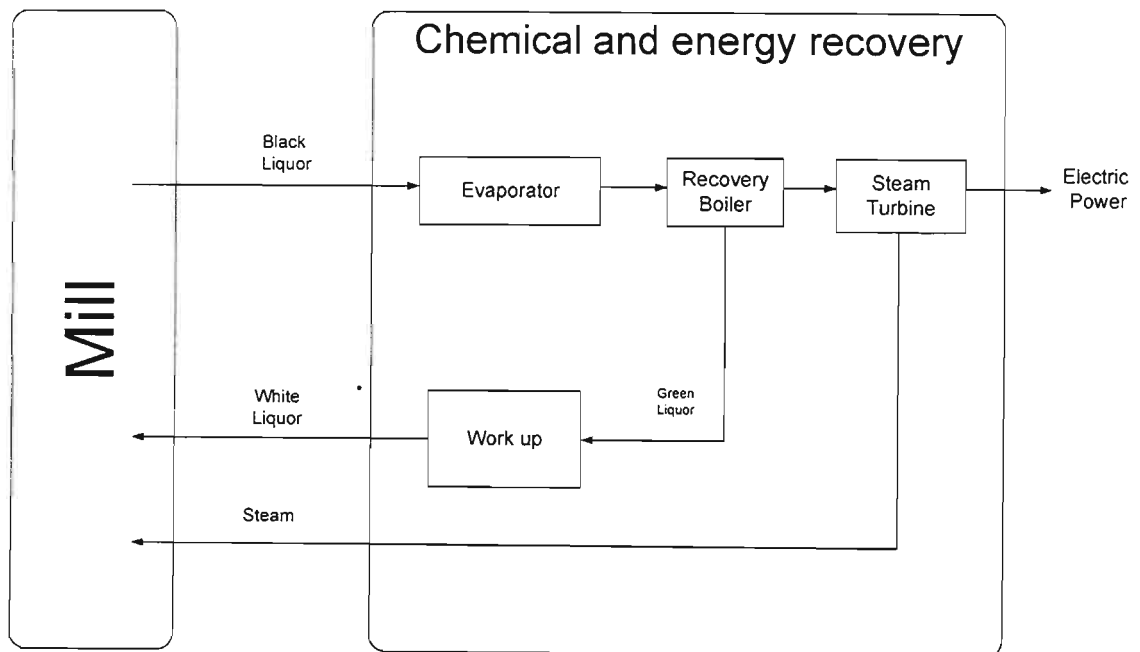 Chemical and energy recovery
Black
Liquor
Evaporator
Recovery
Boiler
Steam
Turbine
Electric
Power
Mill
White
Liquor
Work up
Green
Liquor
Steam